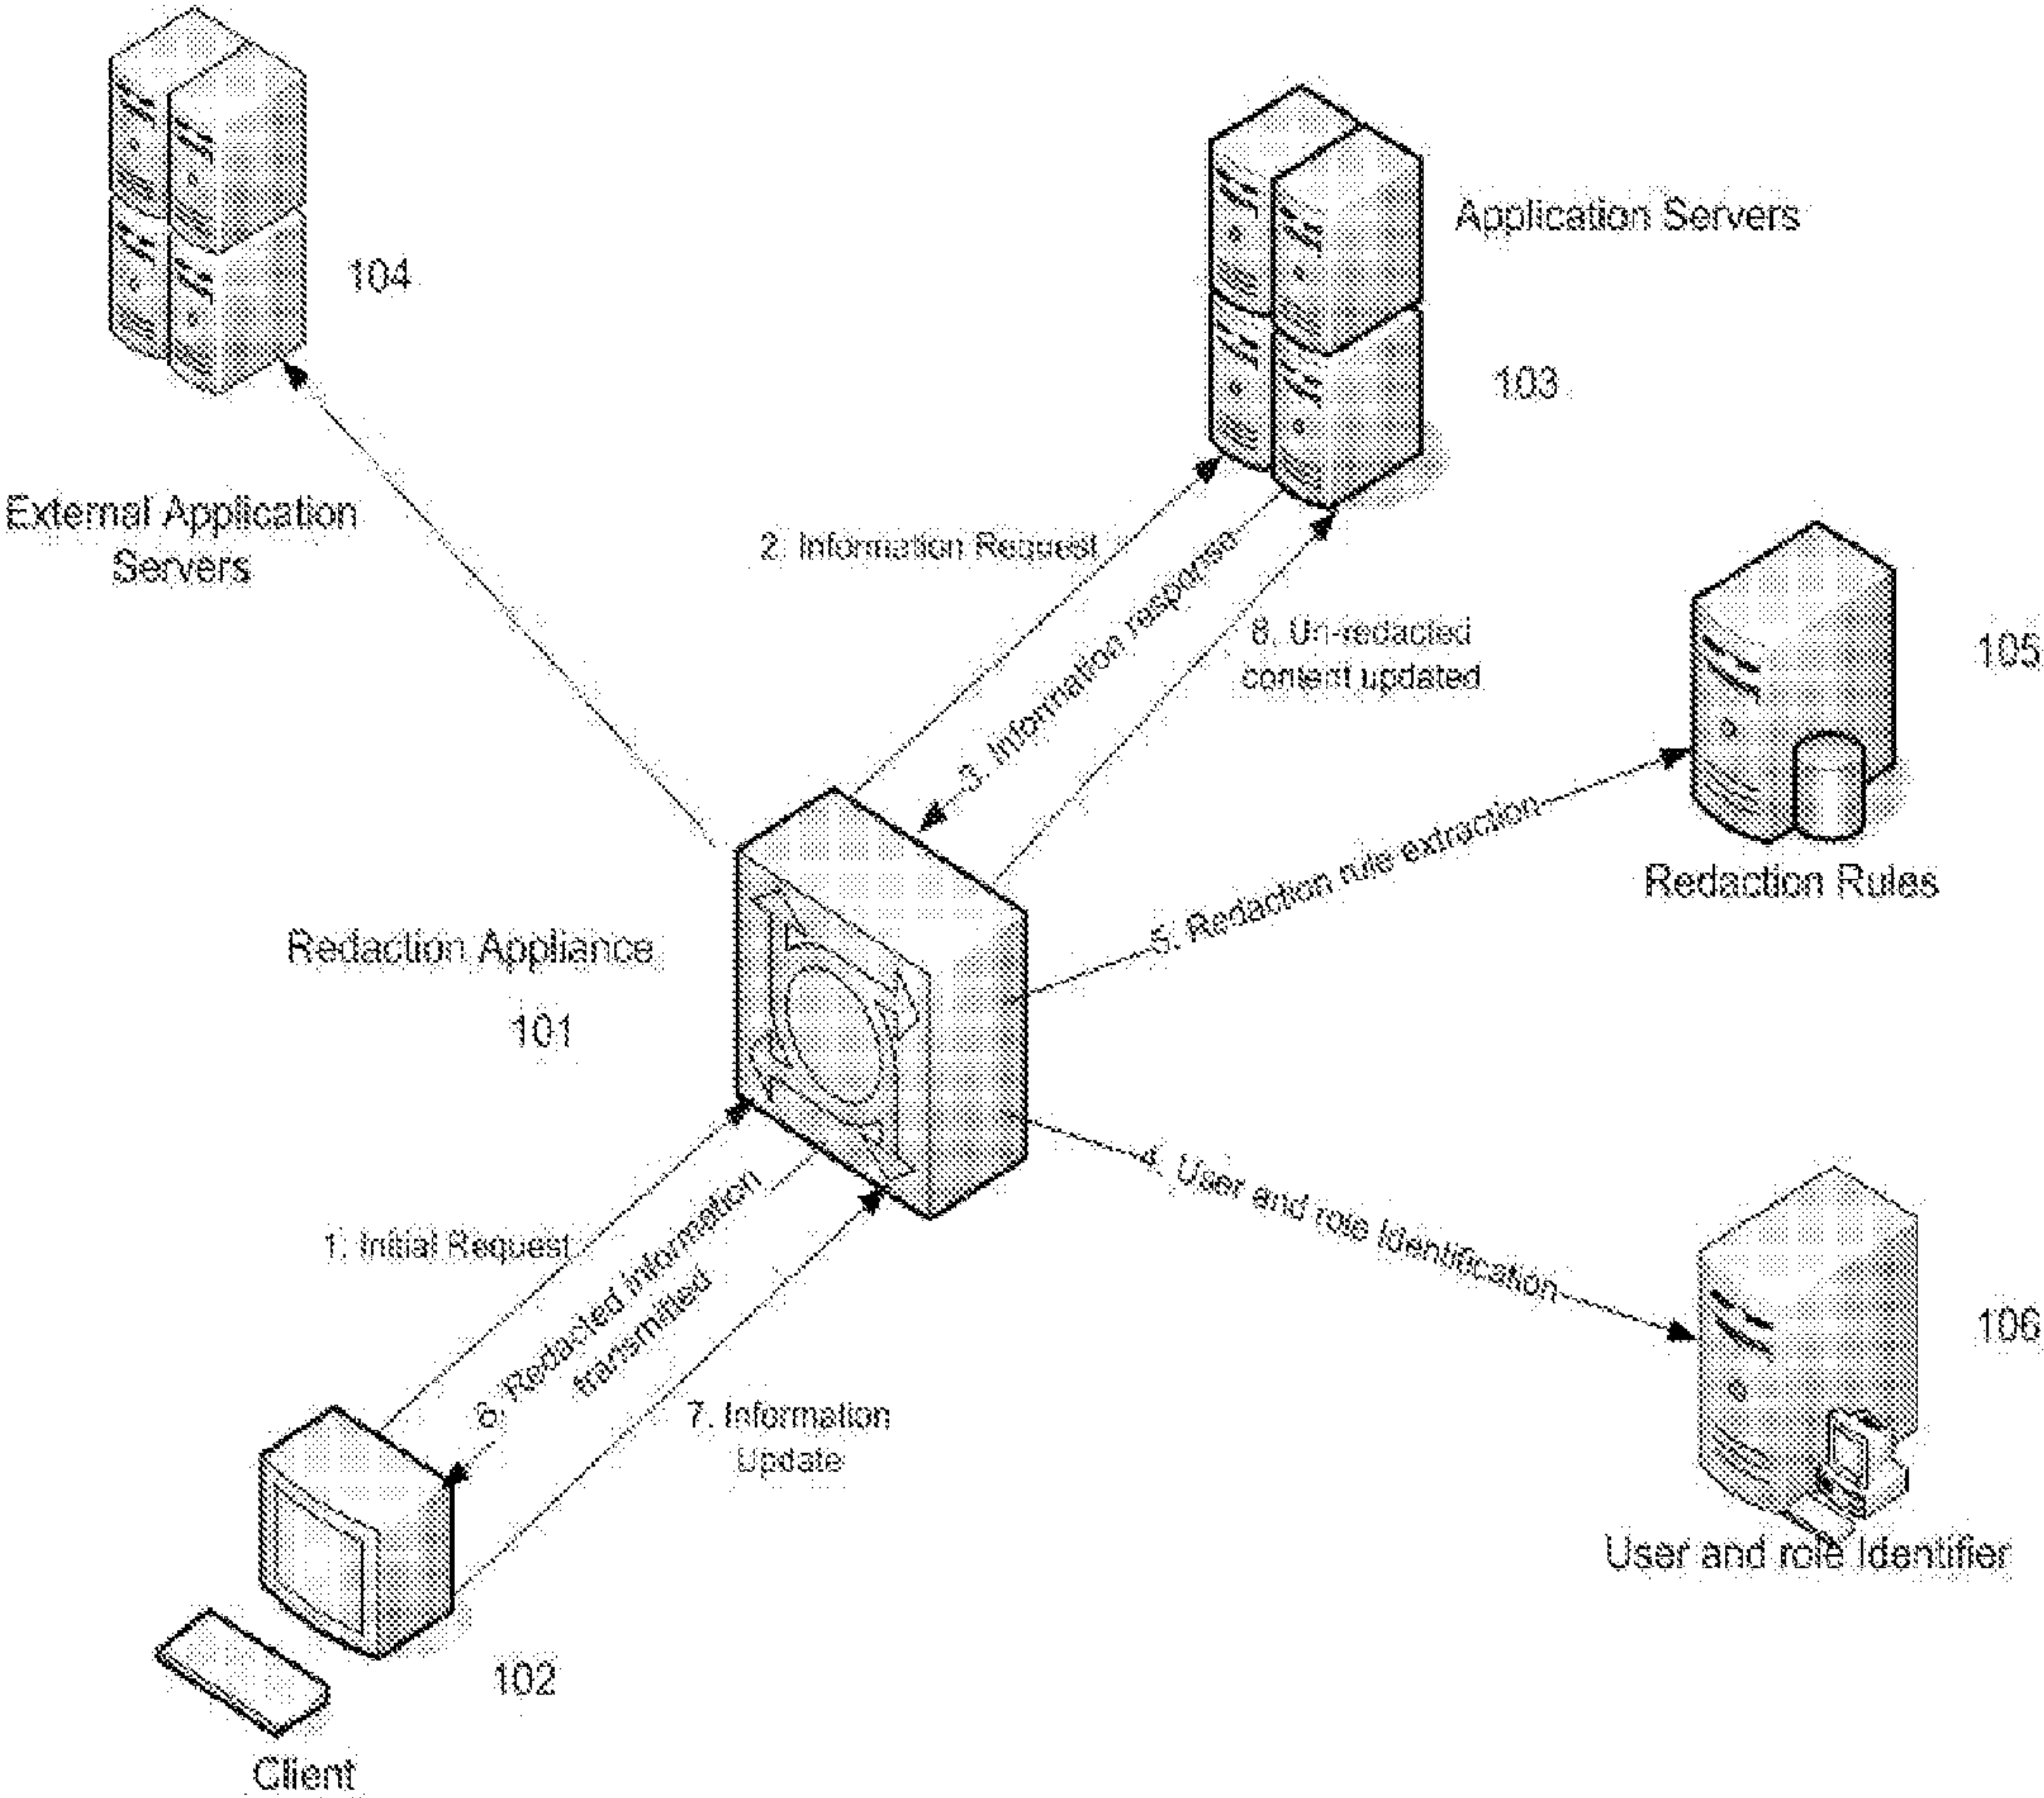 104
Application Servers
103
External Application
Servers
2. Information Request
3. Information response
8. Un-redacted
content updated
105
5. Redaction rule extraction
Redaction Rules
Redaction Appliance
101
4. User and role Identification
1. Initial Request
6. Redacted information
transmitted
106
7. Information
Update
User and role Identifier
102
Client